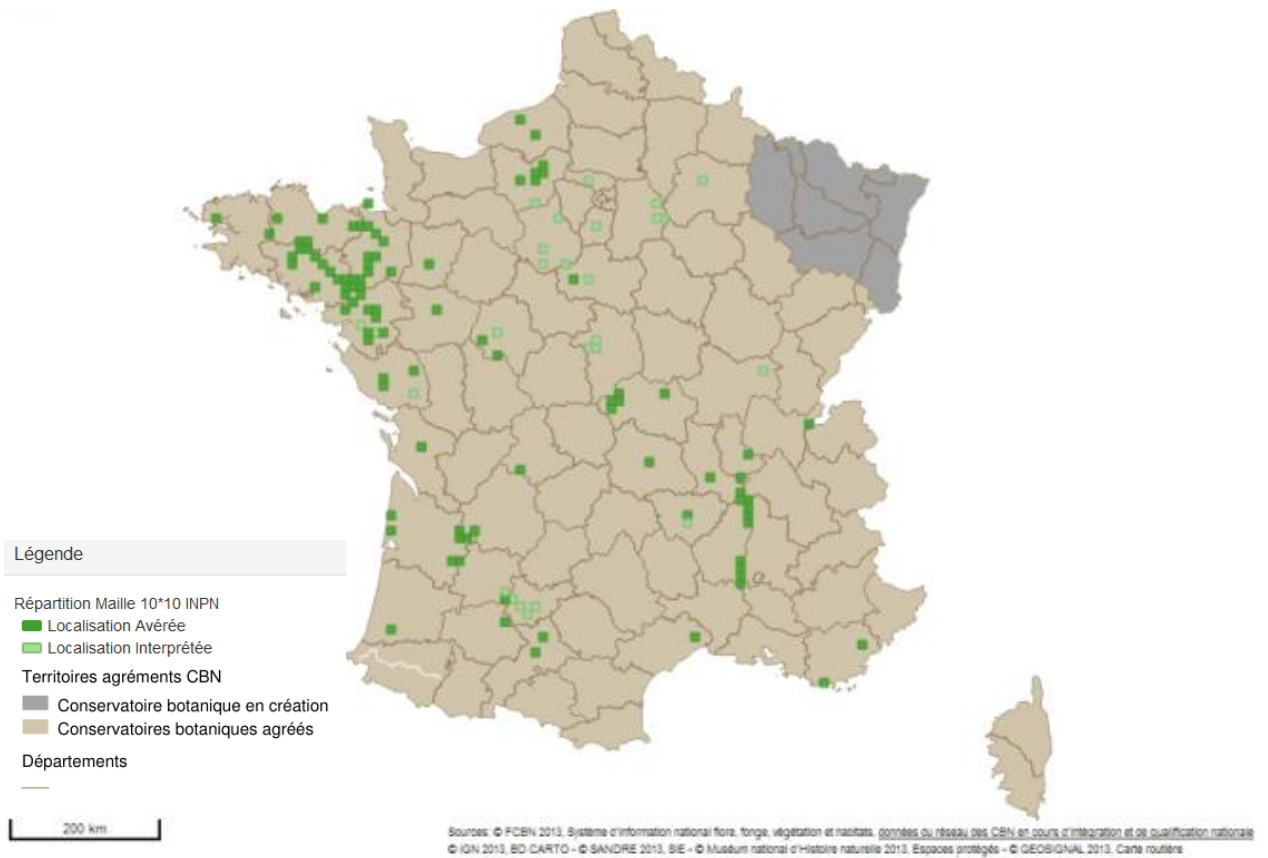 Légende
Répartition Maille 10*10 INPN
Localisation Avérée
Localisation Interprétée
Territoires agréments CBN
Conservatoire botanique en création
Conservatoires botaniques agréés
Départements
200 km
Sources: © FCBN 2013, Système d'information national flore, fonge, végétation et habitats, données du réseau des CBN en cours d'intégration et de qualification nationale
© IGN 2013, BD CARTO - © SANDRE 2013, SIE - © Muséum national d'Histoire naturelle 2013, Espaces protégés - © GEOSIGNAL 2013, Carte routière